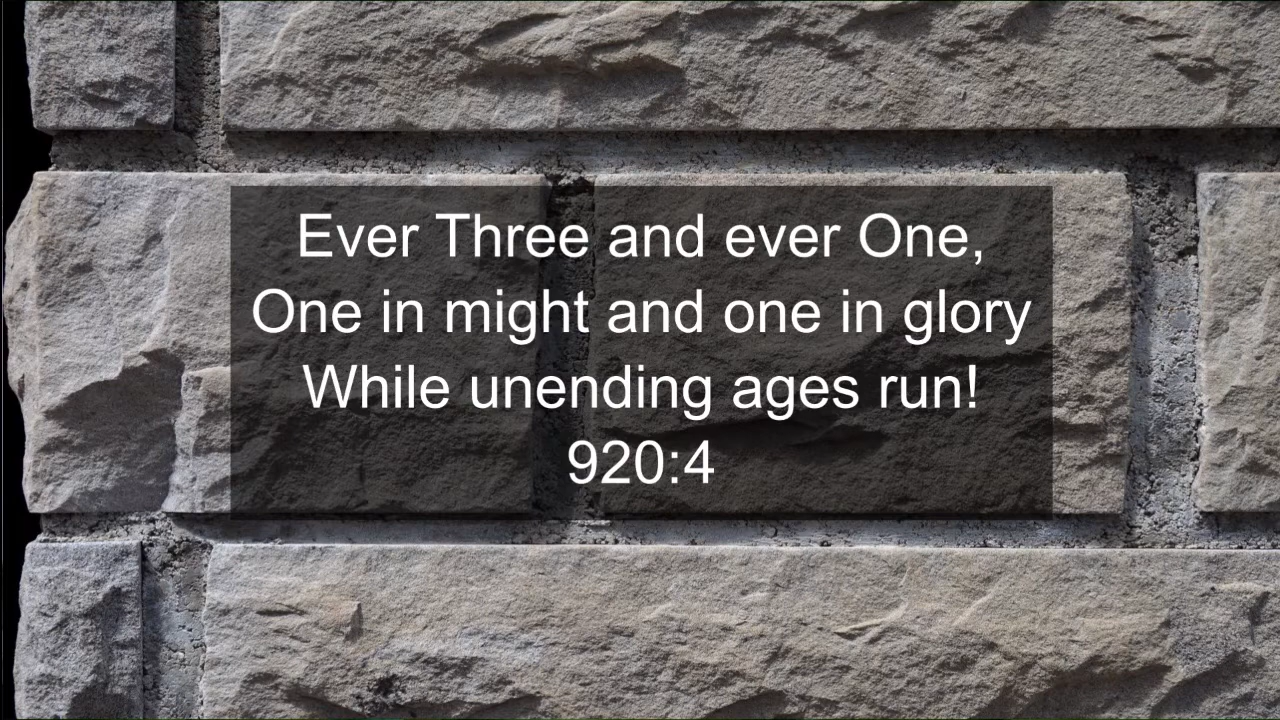 Ever Three and ever One,
One in might and one in glory
While unending ages run!
920:4